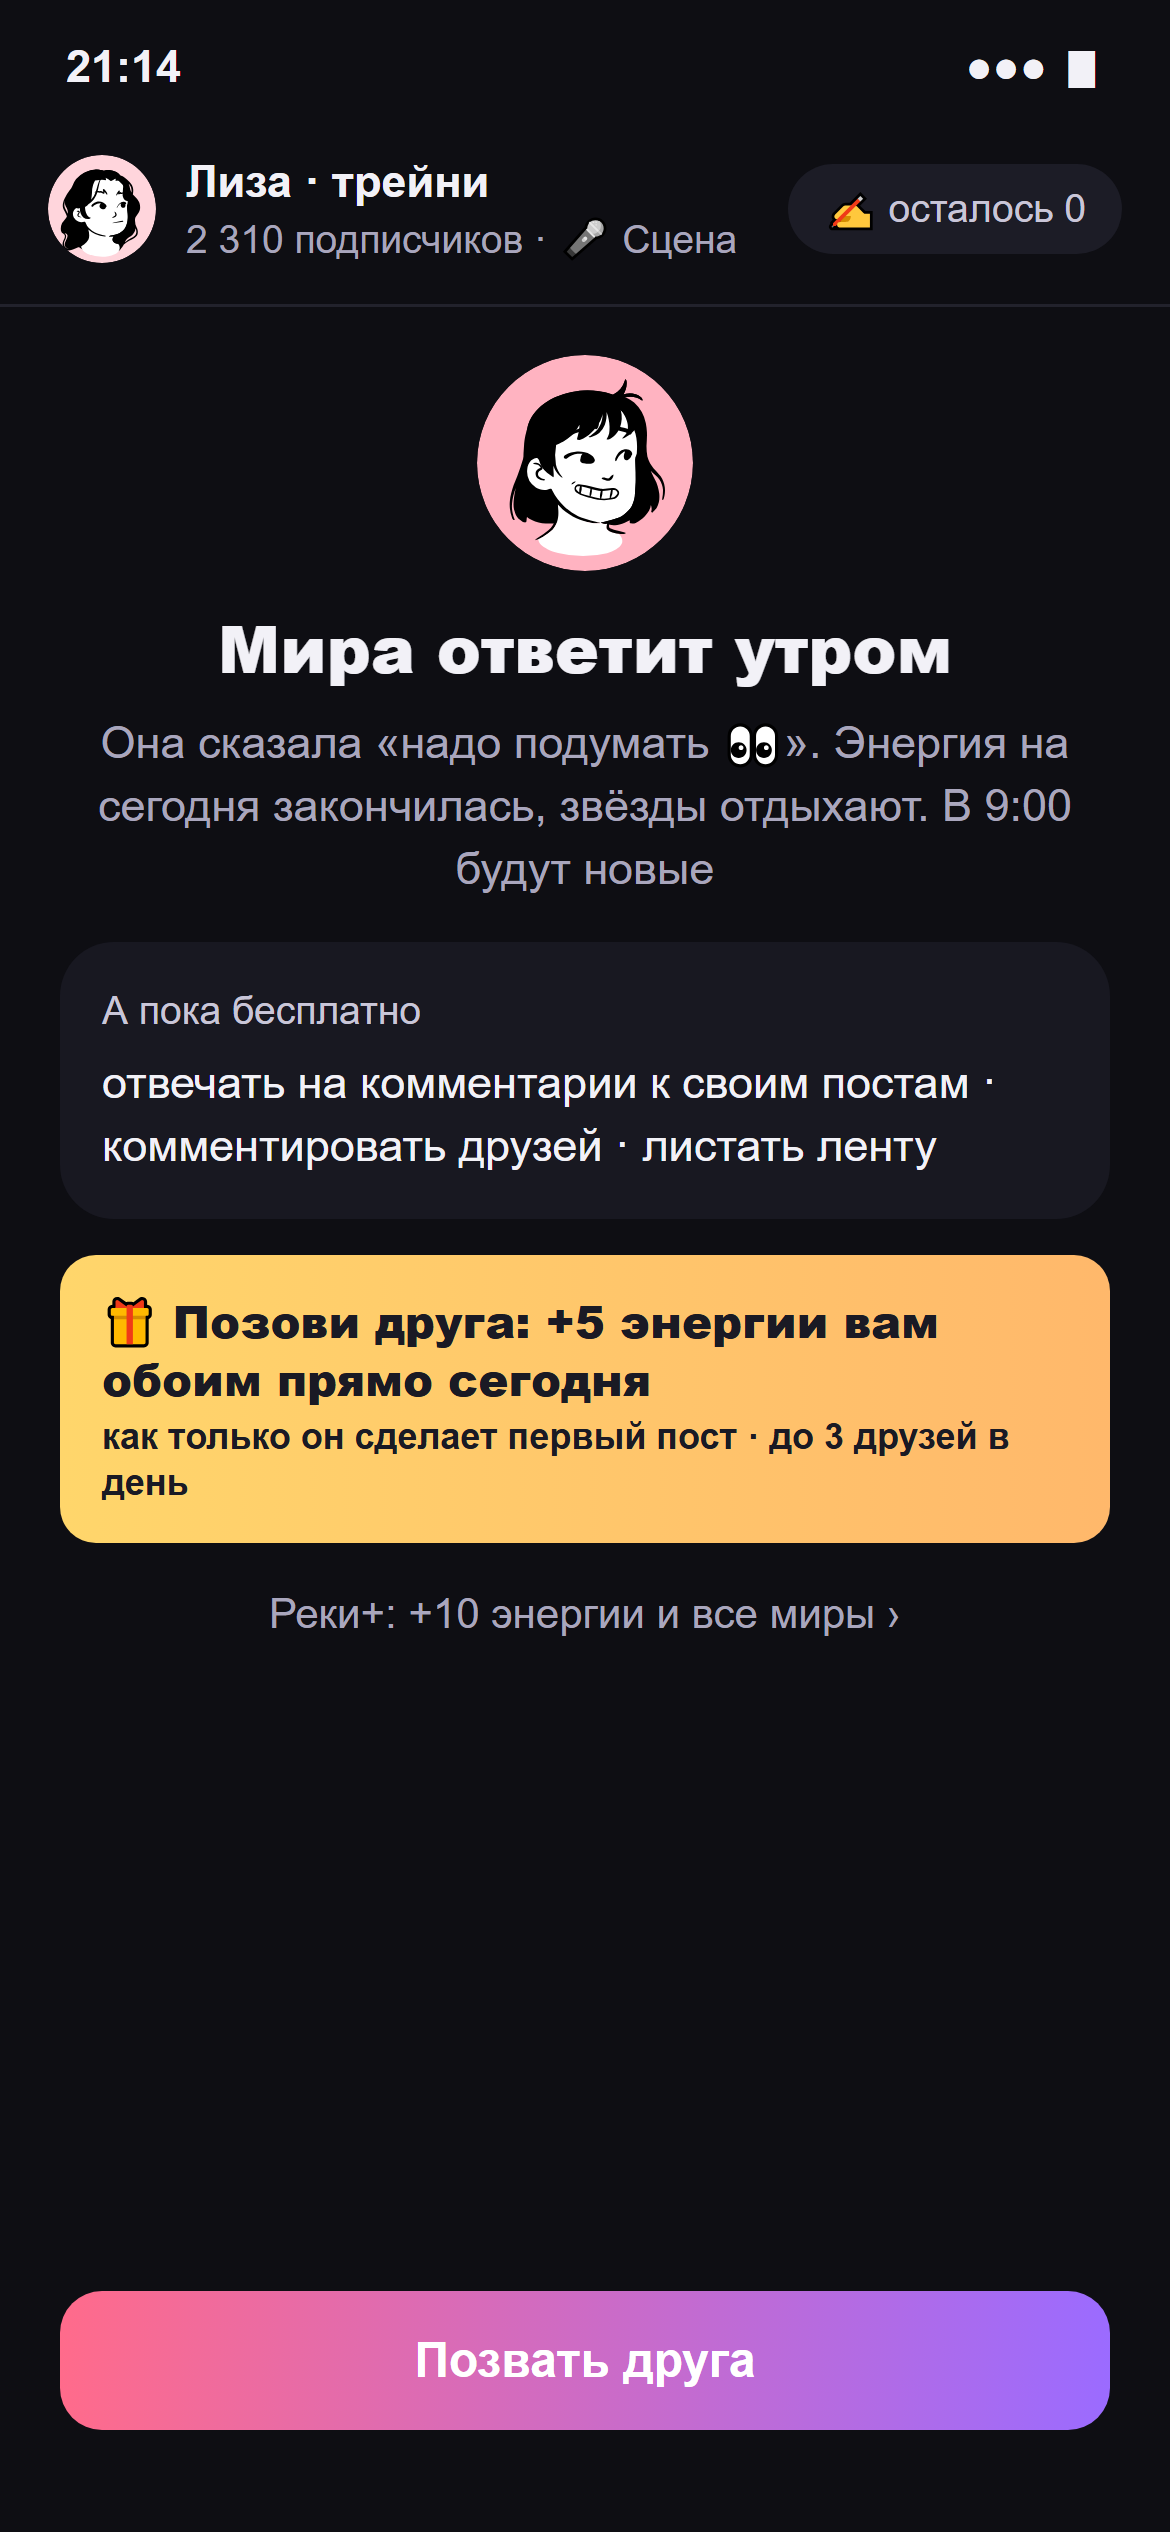 21:14
Лиза · трейни
2 310 подписчиков · 🎤 Сцена
✍️ осталось 0
Мира ответит утром
Она сказала «надо подумать 👀». Энергия на
сегодня закончилась, звёзды отдыхают. В 9:00
будут новые
А пока бесплатно
отвечать на комментарии к своим постам ·
комментировать друзей · листать ленту
🎁 Позови друга: +5 энергии вам
обоим прямо сегодня
как только он сделает первый пост · до 3 друзей в
день
Реки+: +10 энергии и все миры ›
Позвать друга